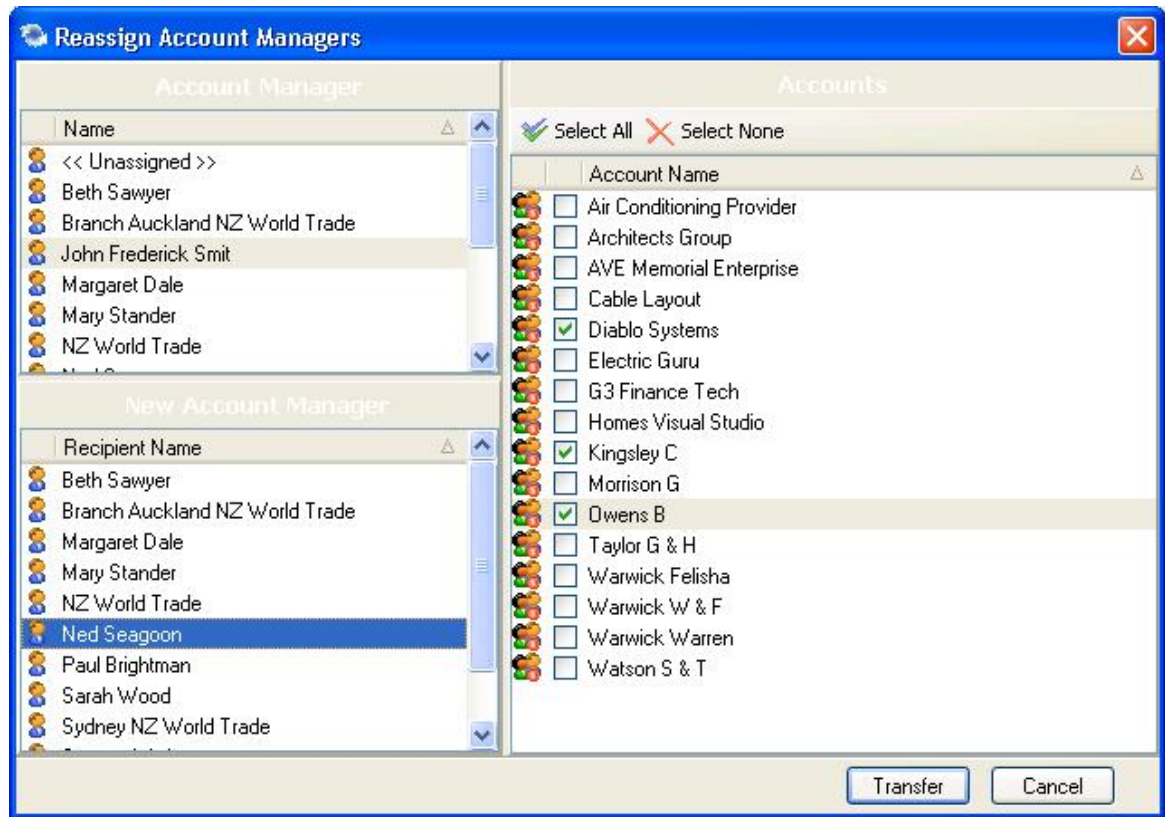 Reassign Account Managers
Account Manager
Name
<< Unassigned >>
Beth Sawyer
Branch Auckland NZ World Trade
John Frederick Smit
Margaret Dale
Mary Stander
NZ World Trade
New Account Manager
Recipient Name
Beth Sawyer
Branch Auckland NZ World Trade
Margaret Dale
Mary Stander
NZ World Trade
Ned Seagoon
Paul Brightman
Sarah Wood
Sydney NZ World Trade
Accounts
Select All Select None
Account Name
Air Conditioning Provider
Architects Group
AVE Memorial Enterprise
Cable Layout
Diablo Systems
Electric Guru
G3 Finance Tech
Homes Visual Studio
Kingsley C
Morrison G
Owens B
Taylor G & H
Warwick Felisha
Warwick W & F
Warwick Warren
Watson S & T
Transfer Cancel